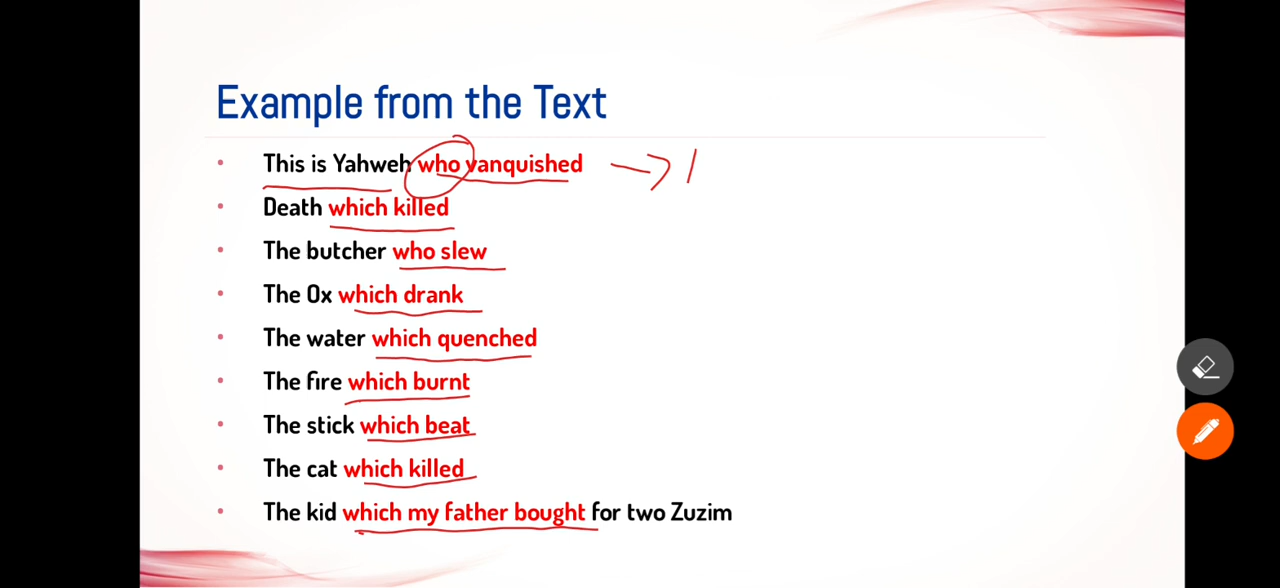 Example from the Text
• This is Yahweh who vanquished
• Death which killed
• The butcher who slew
• The Ox which drank
• The water which quenched
• The fire which burnt
• The stick which beat
• The cat which killed
• The kid which my father bought for two Zuzim